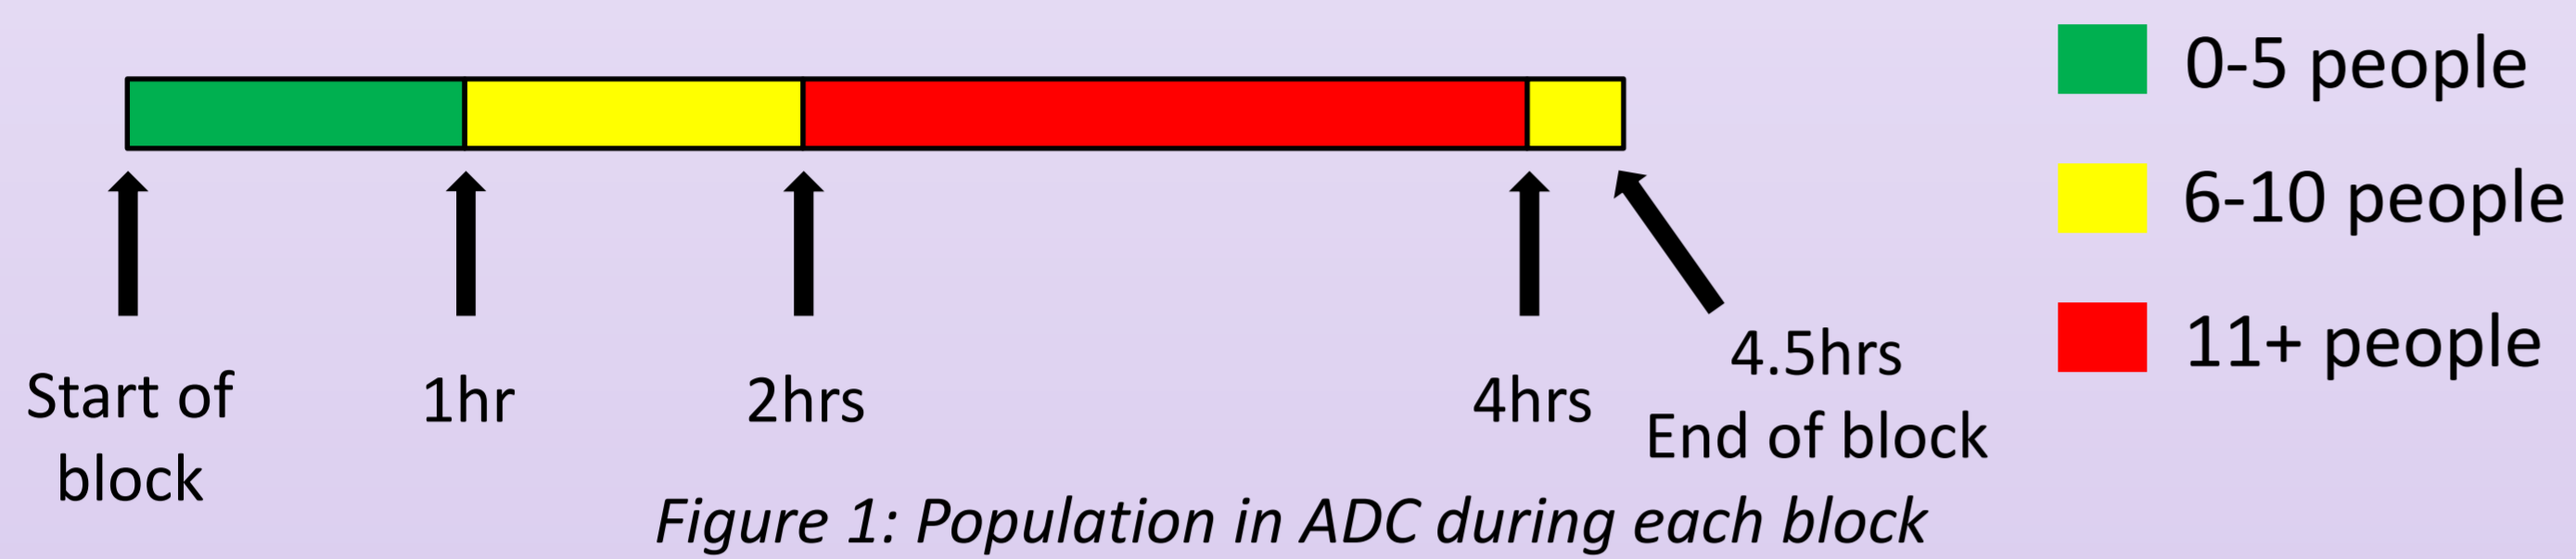 0-5 people
6-10 people
11+ people
Start of
block
1hr
2hrs
4hrs
4.5hrs
End of block
Figure 1: Population in ADC during each block